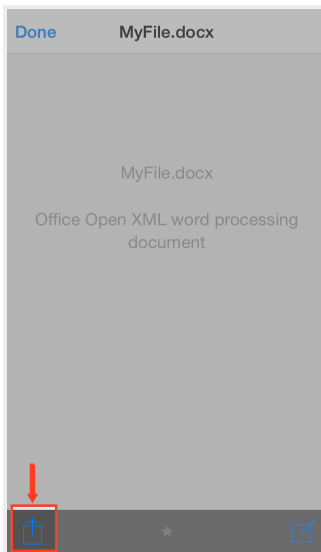 Done MyFile.docx
MyFile.docx
Office Open XML word processing
document